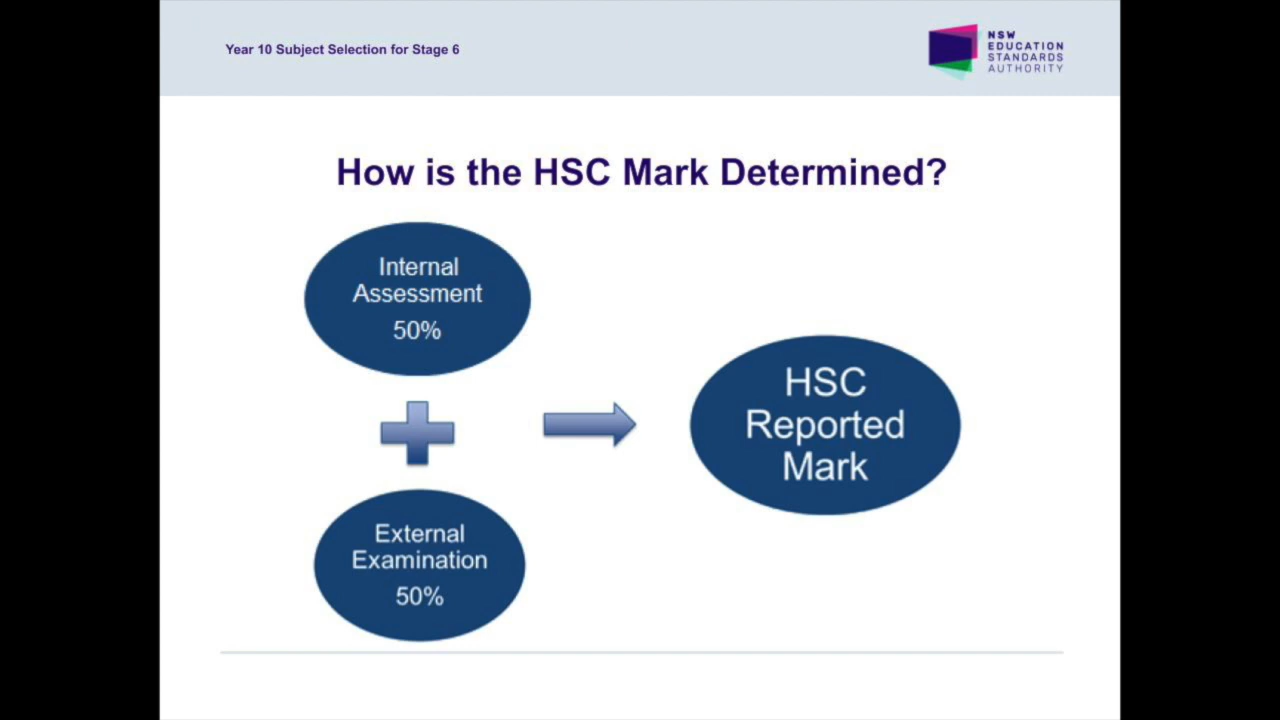 Year 10 Subject Selection for Stage 6
NSW
EDUCATION
STANDARDS
AUTHORITY
How is the HSC Mark Determined?
Internal
Assessment
50%
External
Examination
50%
HSC
Reported
Mark